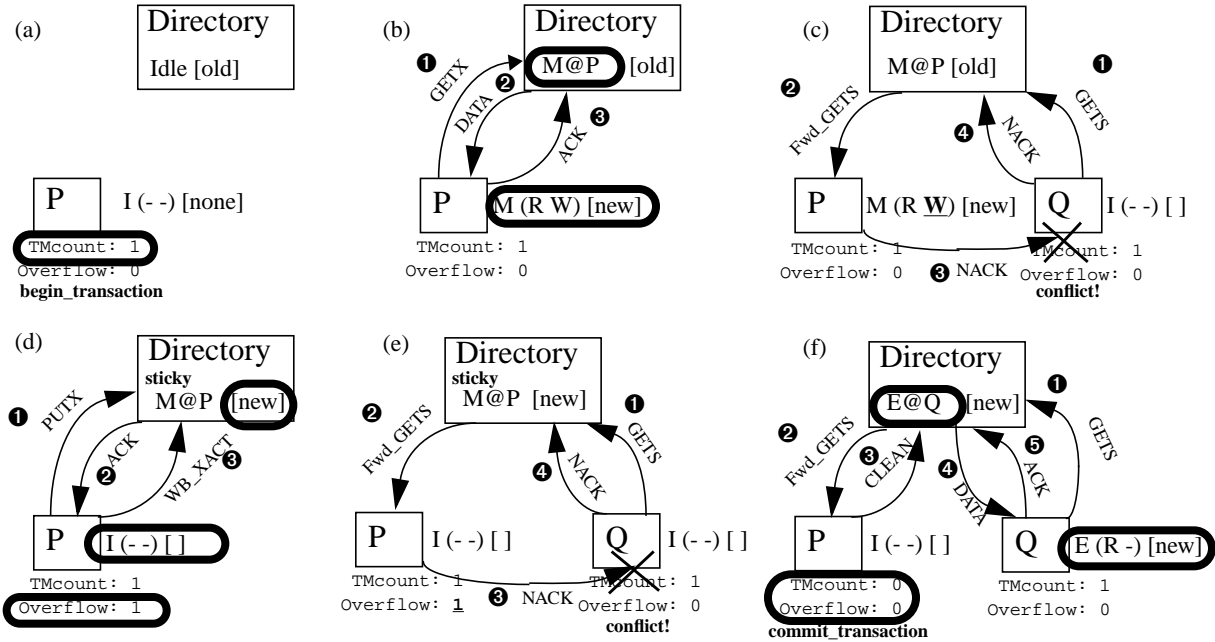 (a)
Directory
Idle [old]
P
I (- -) [none]
TMcount: 1
Overflow: 0
begin_transaction
(b)
Directory
M@P [old]
❶
GETX
❷
DATA
❸
ACK
P
M (R W) [new]
TMcount: 1
Overflow: 0
(c)
Directory
M@P [old]
❶
GETS
❷
Fwd_GETS
❹
NACK
P
M (R W) [new]
Q
I (- -) [ ]
TMcount: 1
Overflow: 0
❸ NACK
TMcount: 1
Overflow: 0
conflict!
(d)
Directory
sticky
M@P [new]
❶
PUTX
❷
ACK
❸
WB_XACT
P
I (- -) [ ]
TMcount: 1
Overflow: 1
(e)
Directory
sticky
M@P [new]
❶
GETS
❷
Fwd_GETS
❹
NACK
P
I (- -) [ ]
Q
I (- -) [ ]
TMcount: 1
Overflow: 1
❸ NACK
TMcount: 1
Overflow: 0
conflict!
(f)
Directory
E@Q [new]
❶
GETS
❷
Fwd_GETS
❸
CLEAN
❹
DATA
❺
ACK
P
I (- -) [ ]
Q
E (R -) [new]
TMcount: 0
Overflow: 0
commit_transaction
TMcount: 1
Overflow: 0